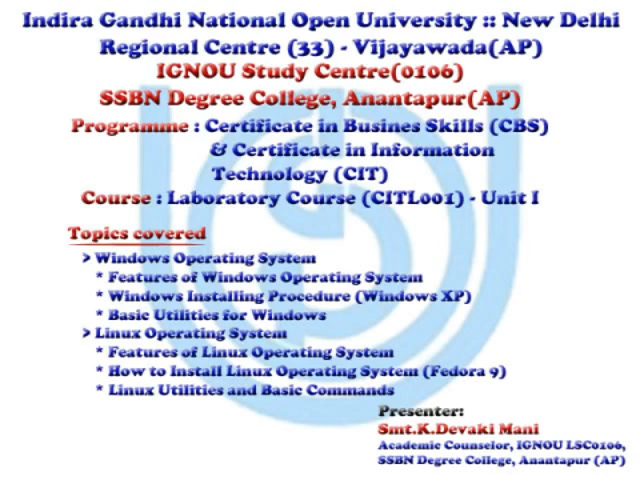 Indira Gandhi National Open University :: New Delhi
Regional Centre (33) - Vijayawada(AP)
IGNOU Study Centre(0106)
SSBN Degree College, Anantapur(AP)
Programme : Certificate in Busines Skills (CBS)
& Certificate in Information
Technology (CIT)
Course : Laboratory Course (CITL001) - Unit I
Topics covered
> Windows Operating System
* Features of Windows Operating System
* Windows Installing Procedure (Windows XP)
* Basic Utilities for Windows
> Linux Operating System
* Features of Linux Operating System
* How to Install Linux Operating System (Fedora 9)
* Linux Utilities and Basic Commands
Presenter:
Smt.K.Devaki Mani
Academic Counselor, IGNOU LSC0106,
SSBN Degree College, Anantapur (AP)